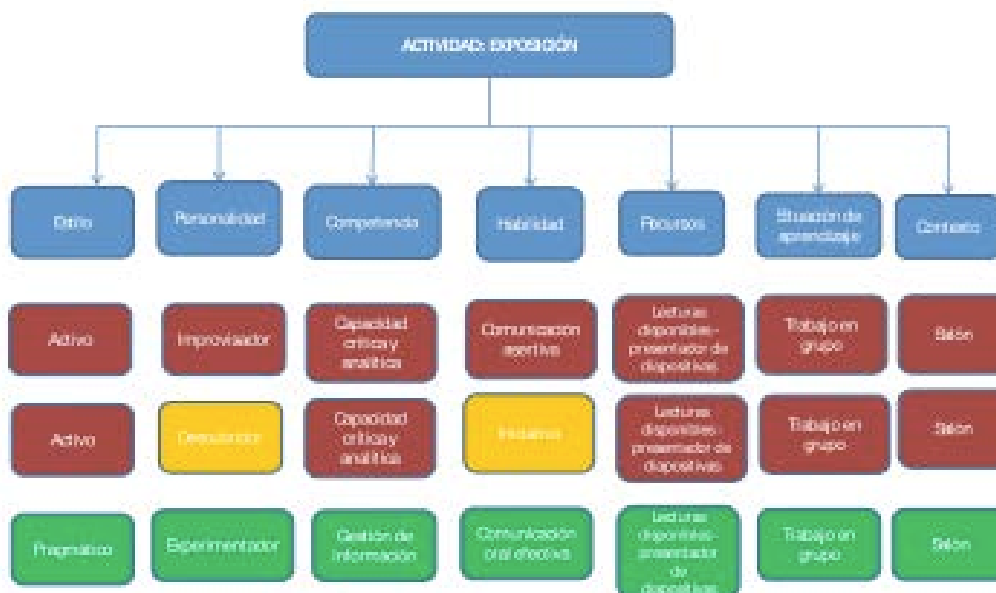 ACTIVIDAD: EXPOSICIÓN
Estilo
Personalidad
Competencia
Habilidad
Recursos
Situación de
aprendizaje
Contexto
Activo
Improvisador
Capacidad
crítica y
analítica
Comunicación
asertiva
Lecturas
disponibles-
presentador de
diapositivas
Trabajo en
grupo
Salón
Activo
Descubridor
Capacidad
crítica y
analítica
Iniciativa
Lecturas
disponibles-
presentador de
diapositivas
Trabajo en
grupo
Salón
Pragmático
Experimentador
Gestión de
Información
Comunicación
oral efectiva
Lecturas
disponibles-
presentador
de
diapositivas
Trabajo en
grupo
Salón